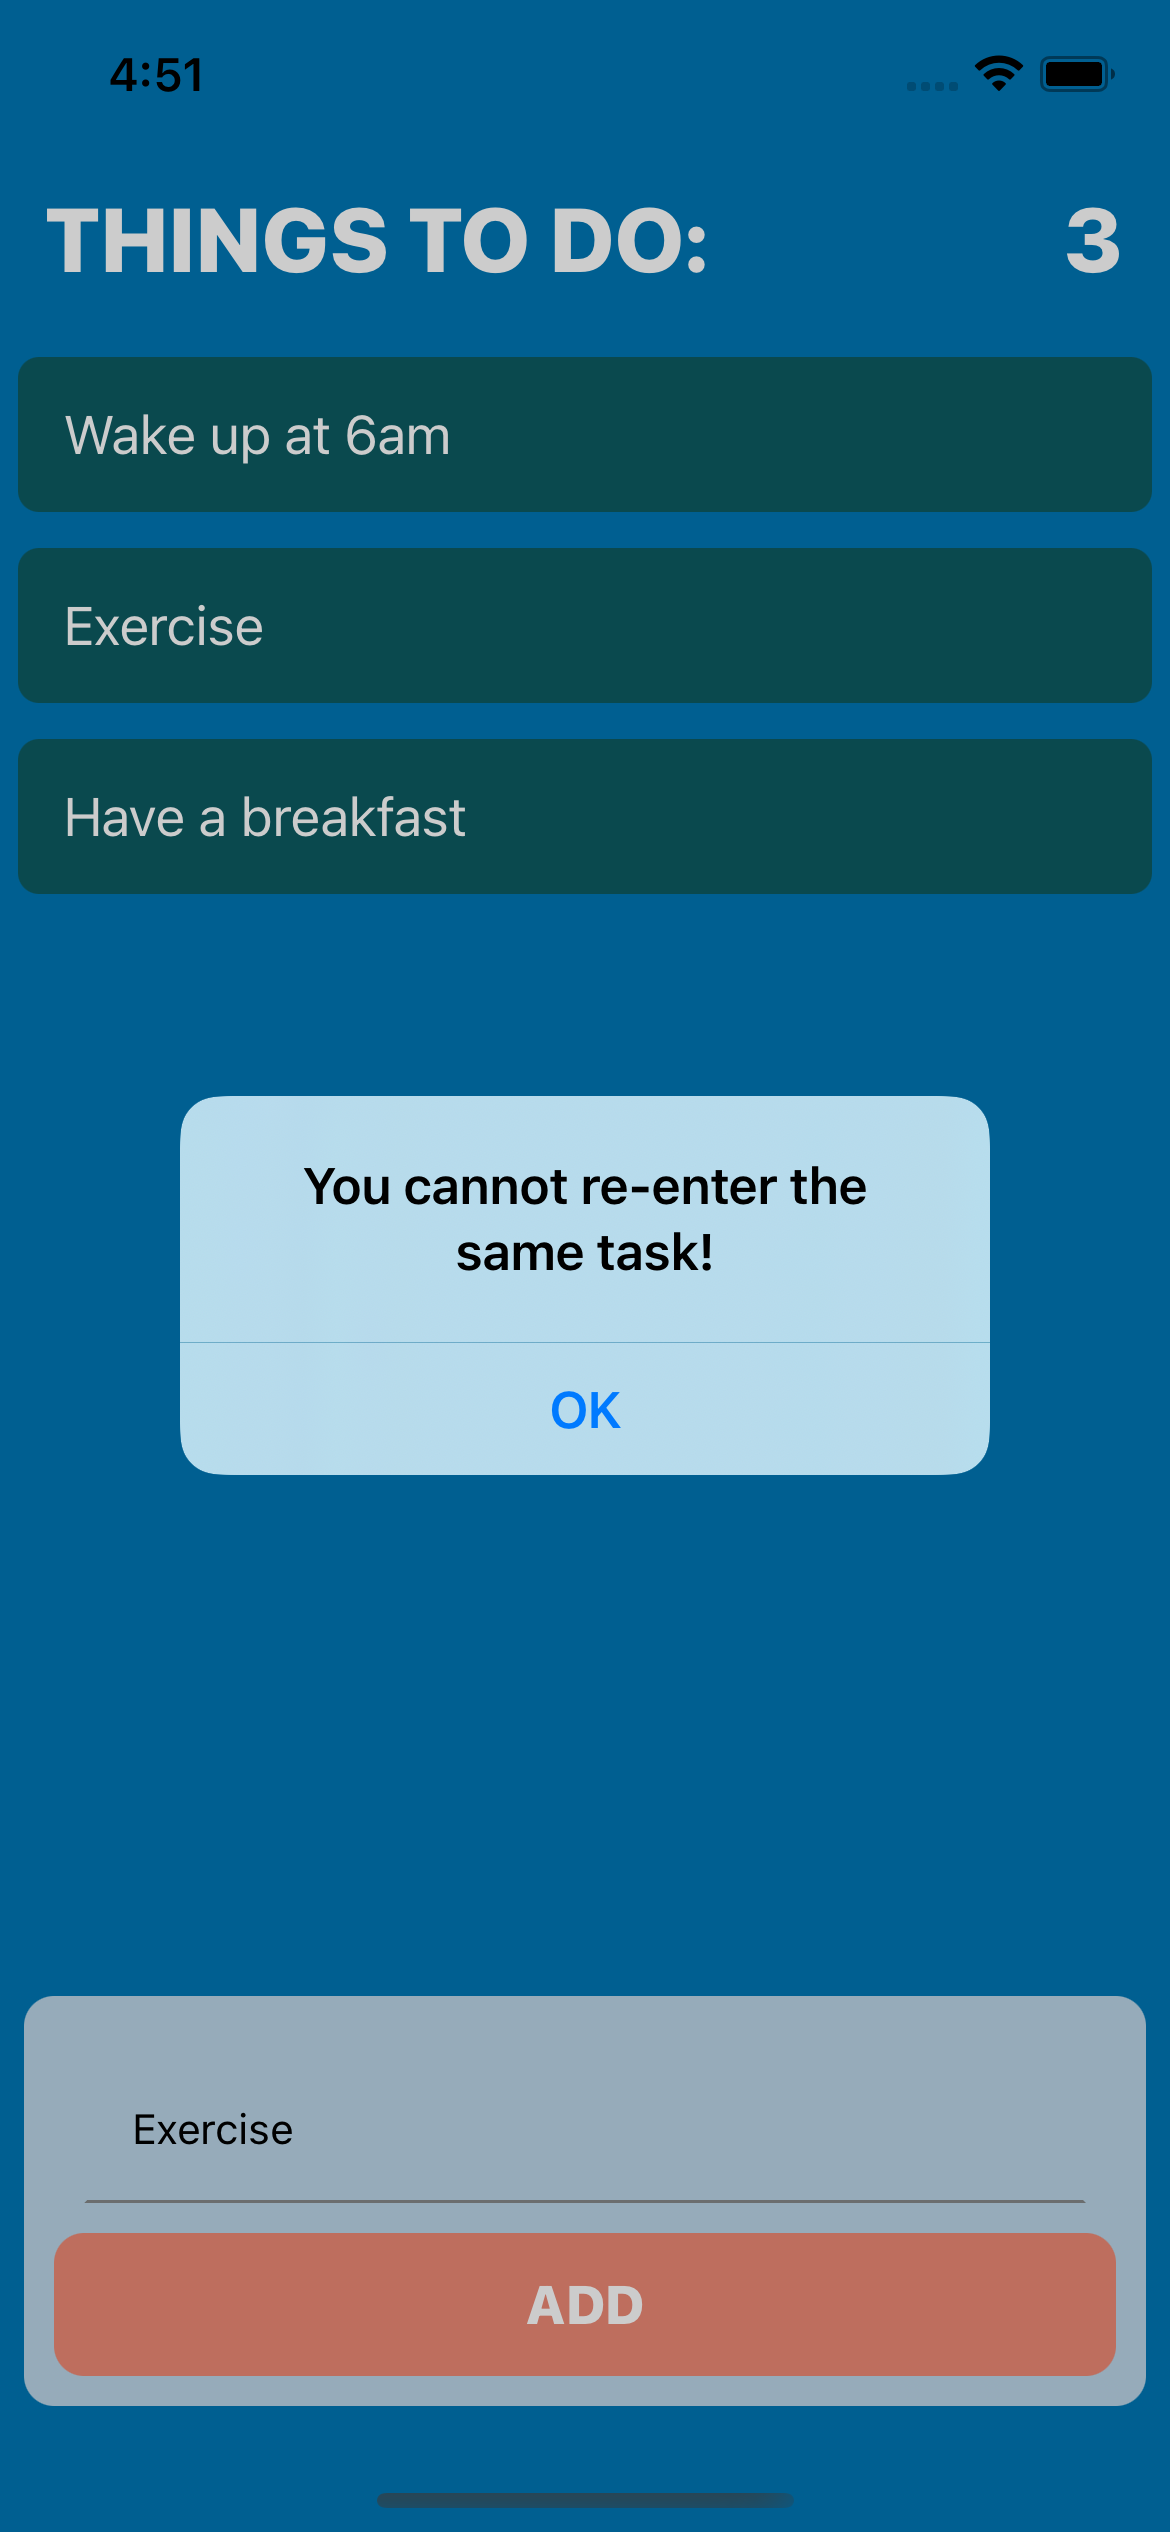 4:51
THINGS TO DO: 3
Wake up at 6am
Exercise
Have a breakfast
You cannot re-enter the
same task!
OK
Exercise
ADD